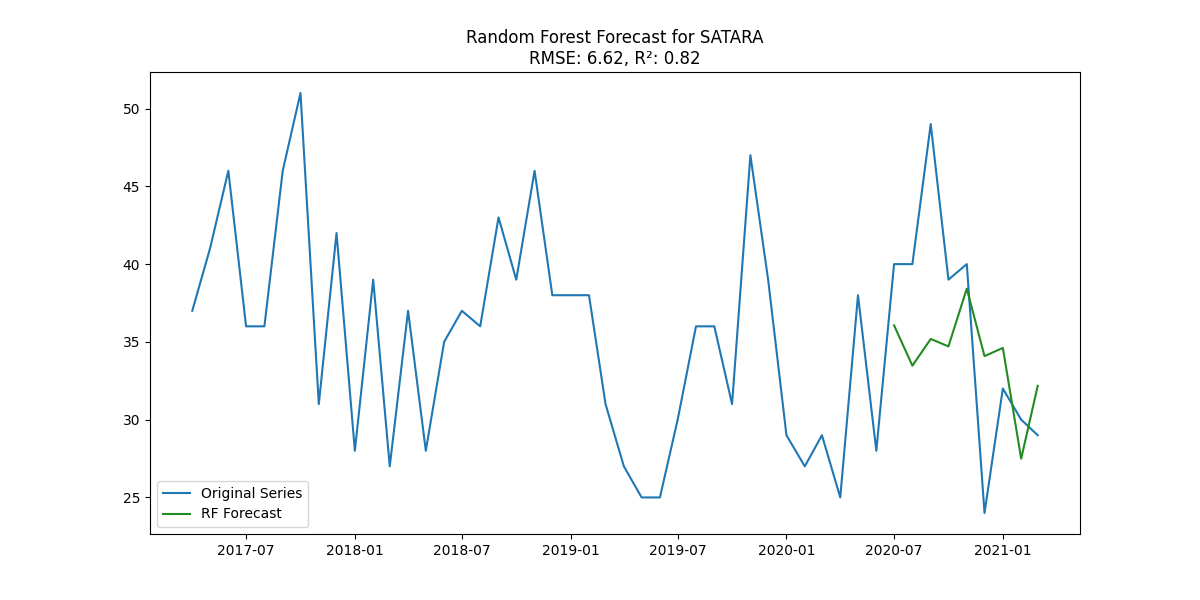 Random Forest Forecast for SATARA
RMSE: 6.62, R²: 0.82
50
45
40
35
30
25
Original Series
RF Forecast
2017-07 2018-01 2018-07 2019-01 2019-07 2020-01 2020-07 2021-01